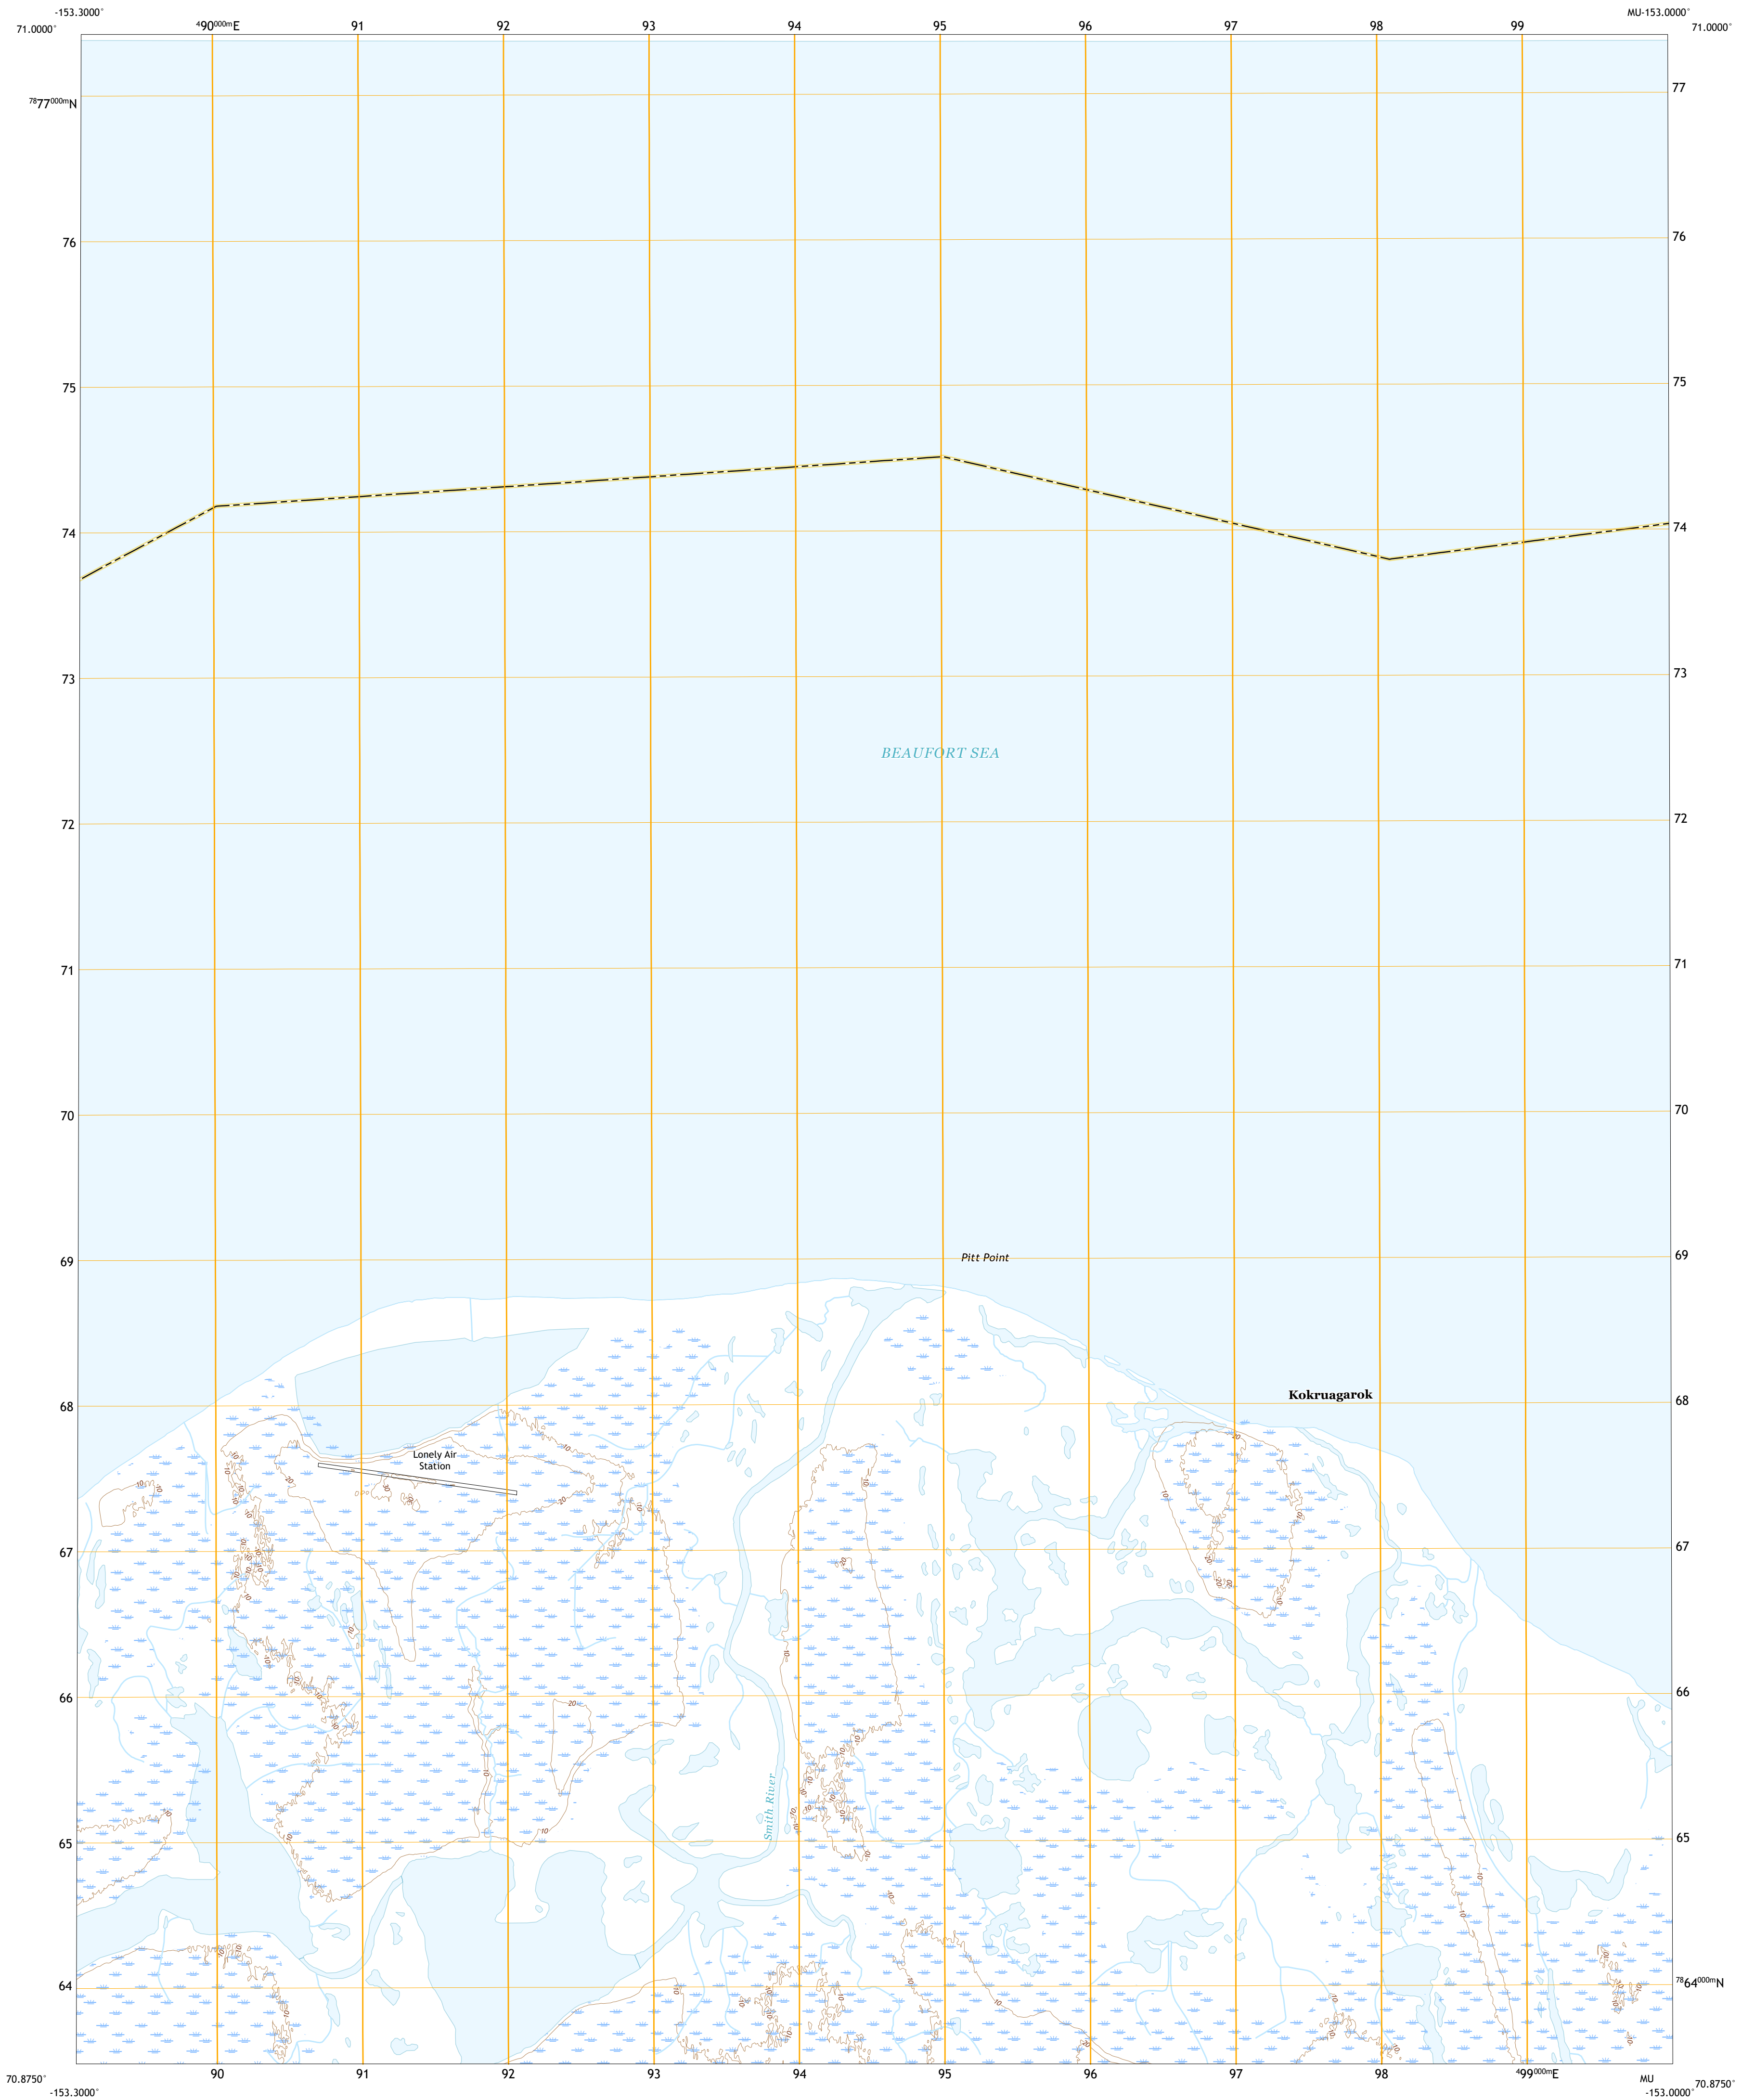 -153.3000° MU-153.0000°
71.0000° ⁴90⁰⁰⁰ᵐE 91 92 93 94 95 96 97 98 99 71.0000°
⁷⁸77⁰⁰⁰ᵐN 77
76 76
75 75
74 74
73 73
BEAUFORT SEA
72 72
71 71
70 70
69 Pitt Point 69
68 Kokruagarok 68
Lonely Air
Station
67 67
66 66
Smith River
65 65
64 ⁷⁸64⁰⁰⁰ᵐN
70.8750° 90 91 92 93 94 95 96 97 98 ⁴99⁰⁰⁰ᵐE MU 70.8750°
-153.3000° -153.0000°